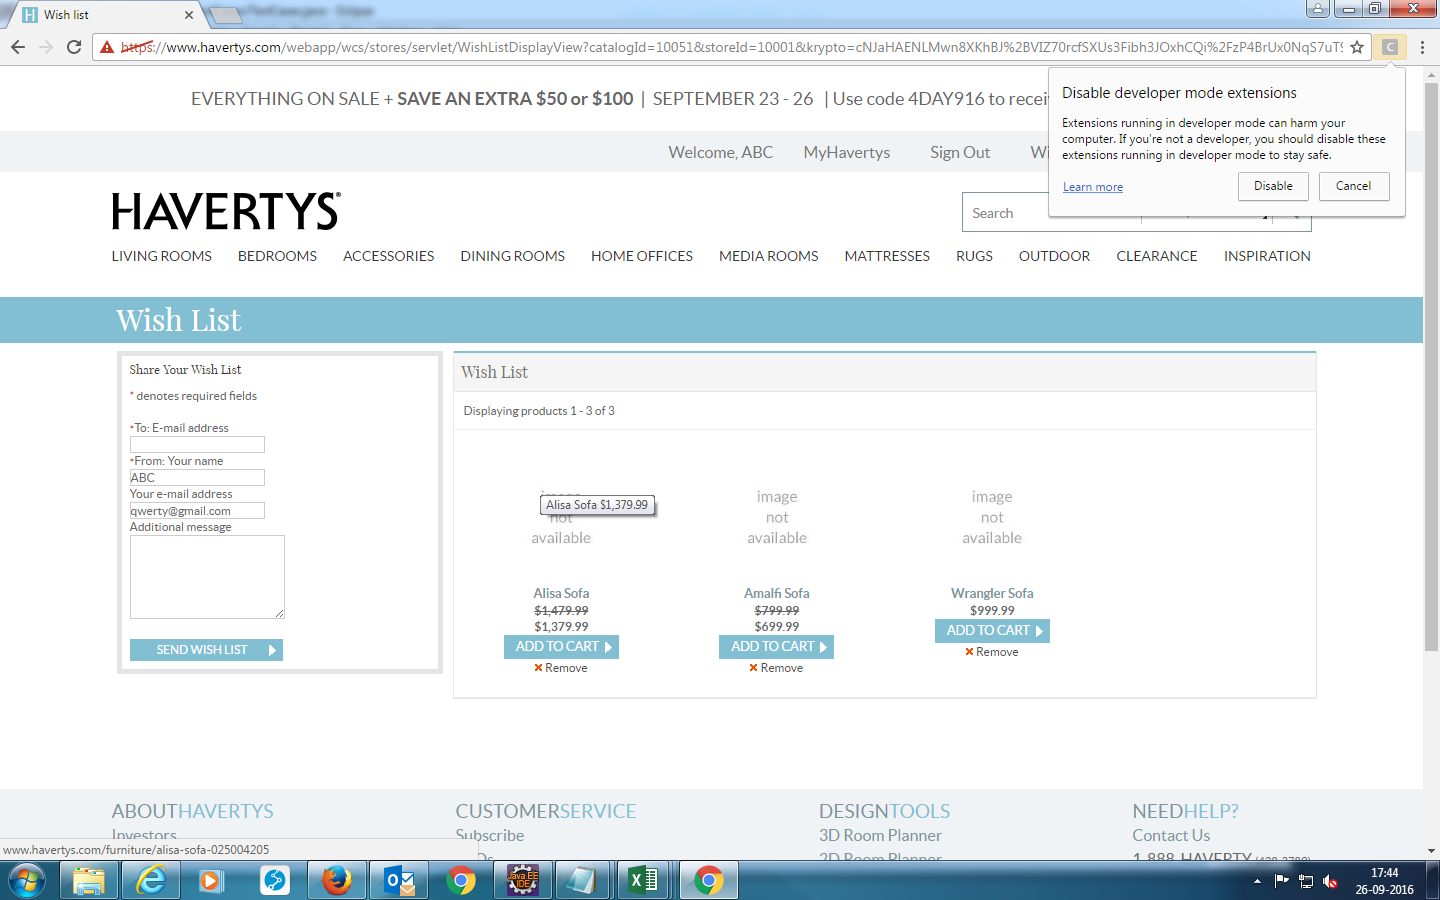 Wish list
https://www.havertys.com/webapp/wcs/stores/servlet/WishListDisplayView?catalogId=10051&storeId=10001&krypto=cNJaHAENLMwn8XKhBJ%2BVIZ70rcfSXUs3Fibh3JOxhCQi%2FzP4BrUx0NqS7uT9
C
EVERYTHING ON SALE + SAVE AN EXTRA $50 or $100 | SEPTEMBER 23 - 26 | Use code 4DAY916 to recei
Disable developer mode extensions
Extensions running in developer mode can harm your
computer. If you're not a developer, you should disable these
extensions running in developer mode to stay safe.
Learn more
Disable
Cancel
Welcome, ABC
MyHavertys
Sign Out
Wi
HAVERTYS®
Search
LIVING ROOMS
BEDROOMS
ACCESSORIES
DINING ROOMS
HOME OFFICES
MEDIA ROOMS
MATTRESSES
RUGS
OUTDOOR
CLEARANCE
INSPIRATION
Wish List
Share Your Wish List
* denotes required fields
*To: E-mail address
*From: Your name
ABC
Your e-mail address
qwerty@gmail.com
Additional message
SEND WISH LIST
Wish List
Displaying products 1 - 3 of 3
Alisa Sofa $1,379.99
not
available
Alisa Sofa
$1,479.99
$1,379.99
ADD TO CART
Remove
image
not
available
Amalfi Sofa
$799.99
$699.99
ADD TO CART
Remove
image
not
available
Wrangler Sofa
$999.99
ADD TO CART
Remove
ABOUTHAVERTYS
Investors
CUSTOMERSERVICE
Subscribe
DESIGNTOOLS
3D Room Planner
2D Room Planner
NEEDHELP?
Contact Us
1-888-HAVERTY
www.havertys.com/furniture/alisa-sofa-025004205
Java EE
IDE
17:44
26-09-2016